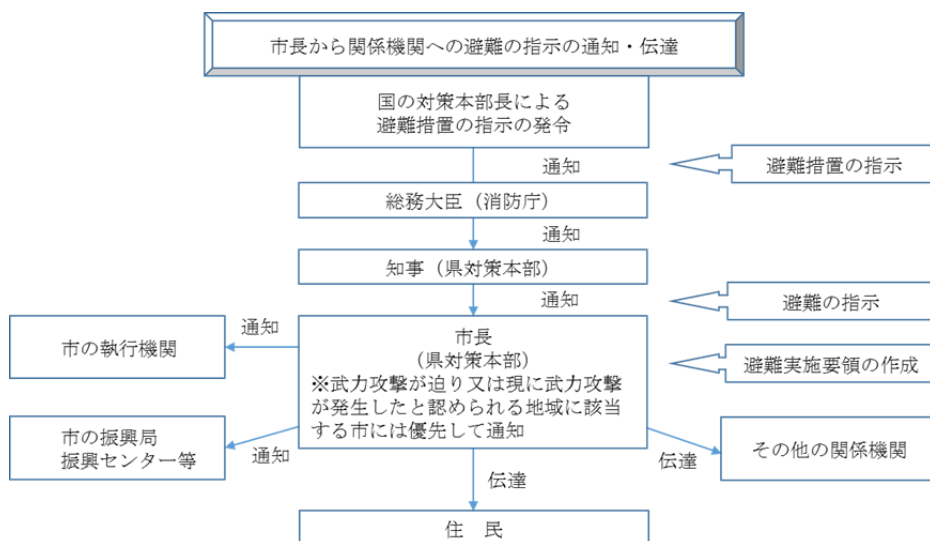 市長から関係機関への避難の指示の通知・伝達
国の対策本部長による
避難措置の指示の発令
通知
避難措置の指示
総務大臣（消防庁）
通知
知事（県対策本部）
通知
避難の指示
市の執行機関
通知
市長
（県対策本部）
※武力攻撃が迫り又は現に武力攻撃
が発生したと認められる地域に該当
する市には優先して通知
避難実施要領の作成
市の振興局
振興センター等
通知
伝達
その他の関係機関
伝達
住　民